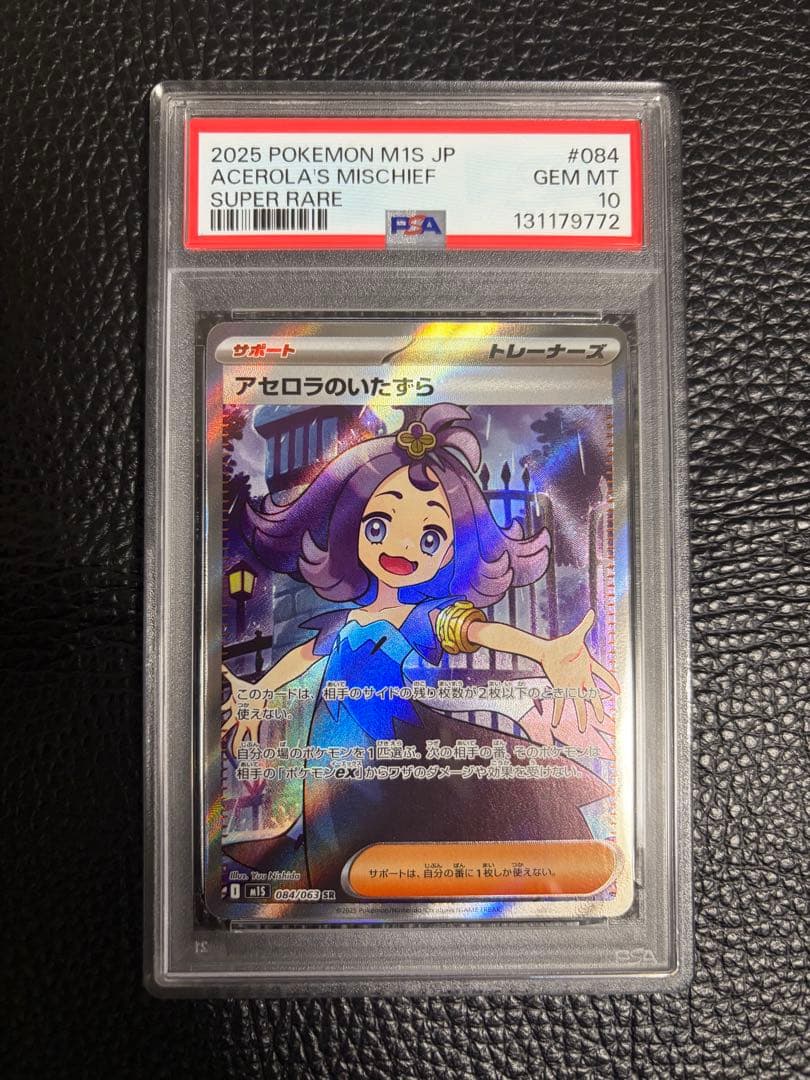 2025 POKEMON M1S JP #084
ACEROLA'S MISCHIEF GEM MT
SUPER RARE 10
PSA 131179772
サポート トレーナーズ
アセロラのいたずら
このカードは、相手のサイドの残り枚数が2枚以下のときにしか
使えない。
自分の場のポケモンを1匹選ぶ。次の相手の番、そのポケモンは
相手の「ポケモンex」からワザのダメージや効果を受けない。
サポートは、自分の番に1枚しか使えない。
Illus. You Nishida
M1S 084/063 SR
©2025 Pokémon/Nintendo/Creatures/GAME FREAK.
PSA